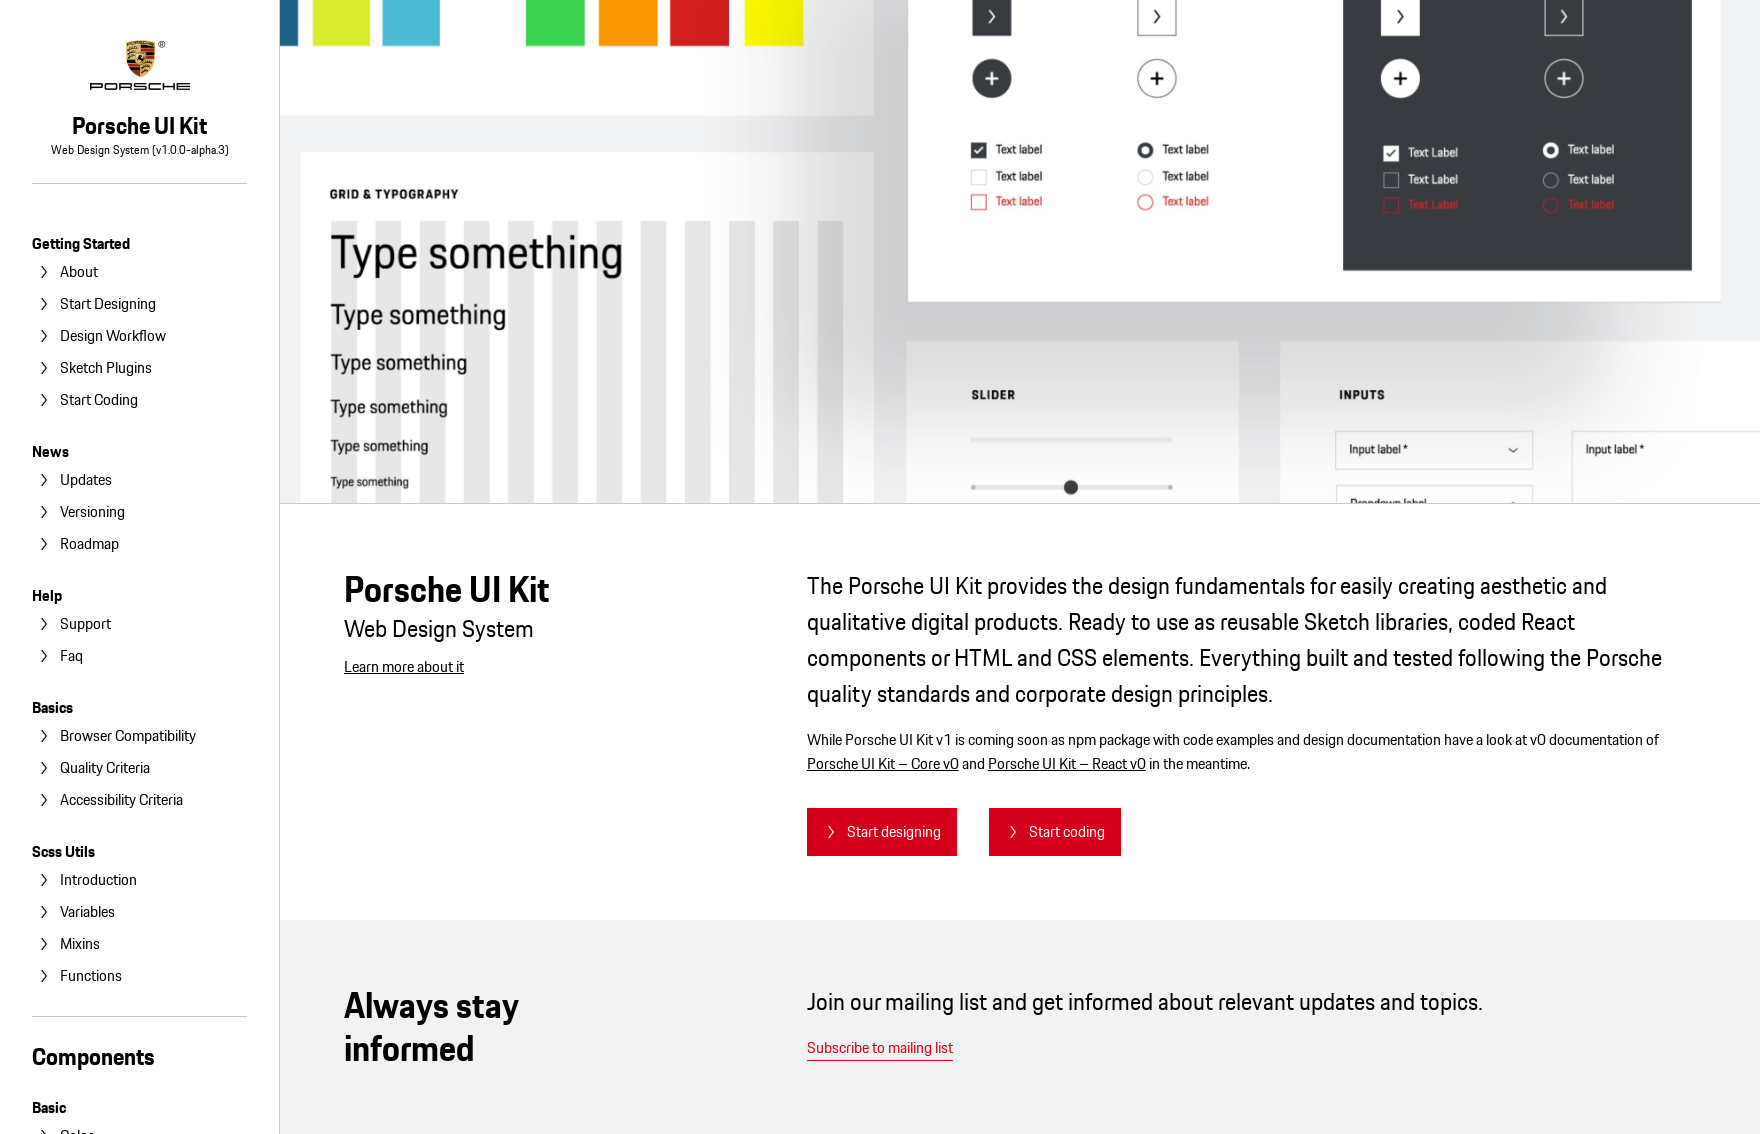 PORSCHE
Porsche UI Kit
Web Design System (v1.0.0-alpha.3)
Getting Started
About
Start Designing
Design Workflow
Sketch Plugins
Start Coding
News
Updates
Versioning
Roadmap
Help
Support
Faq
Basics
Browser Compatibility
Quality Criteria
Accessibility Criteria
Scss Utils
Introduction
Variables
Mixins
Functions
Components
Basic
Color
GRID & TYPOGRAPHY
Type something
Type something
Type something
Type something
Type something
Type something
Text label
Text label
Text label
Text label
Text label
Text label
Text Label
Text Label
Text Label
Text label
Text label
Text label
SLIDER
INPUTS
Input label *
Input label *
Dropdown label
Porsche UI Kit
Web Design System
Learn more about it
The Porsche UI Kit provides the design fundamentals for easily creating aesthetic and
qualitative digital products. Ready to use as reusable Sketch libraries, coded React
components or HTML and CSS elements. Everything built and tested following the Porsche
quality standards and corporate design principles.
While Porsche UI Kit v1 is coming soon as npm package with code examples and design documentation have a look at v0 documentation of
Porsche UI Kit – Core v0 and Porsche UI Kit – React v0 in the meantime.
Start designing
Start coding
Always stay
informed
Join our mailing list and get informed about relevant updates and topics.
Subscribe to mailing list